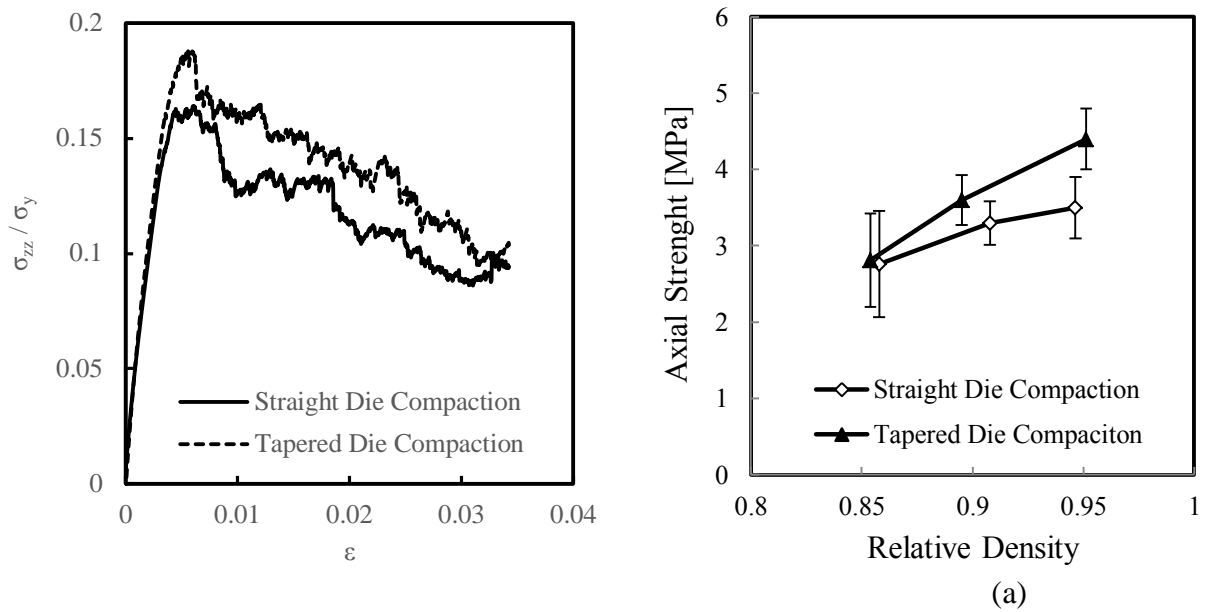 0.2
0.15
0.1
0.05
0
σzz / σy
Straight Die Compaction
Tapered Die Compaction
0 0.01 0.02 0.03 0.04
ε
6
5
4
3
2
1
0
Axial Strenght [MPa]
Straight Die Compaction
Tapered Die Compaciton
0.8 0.85 0.9 0.95 1
Relative Density
(a)